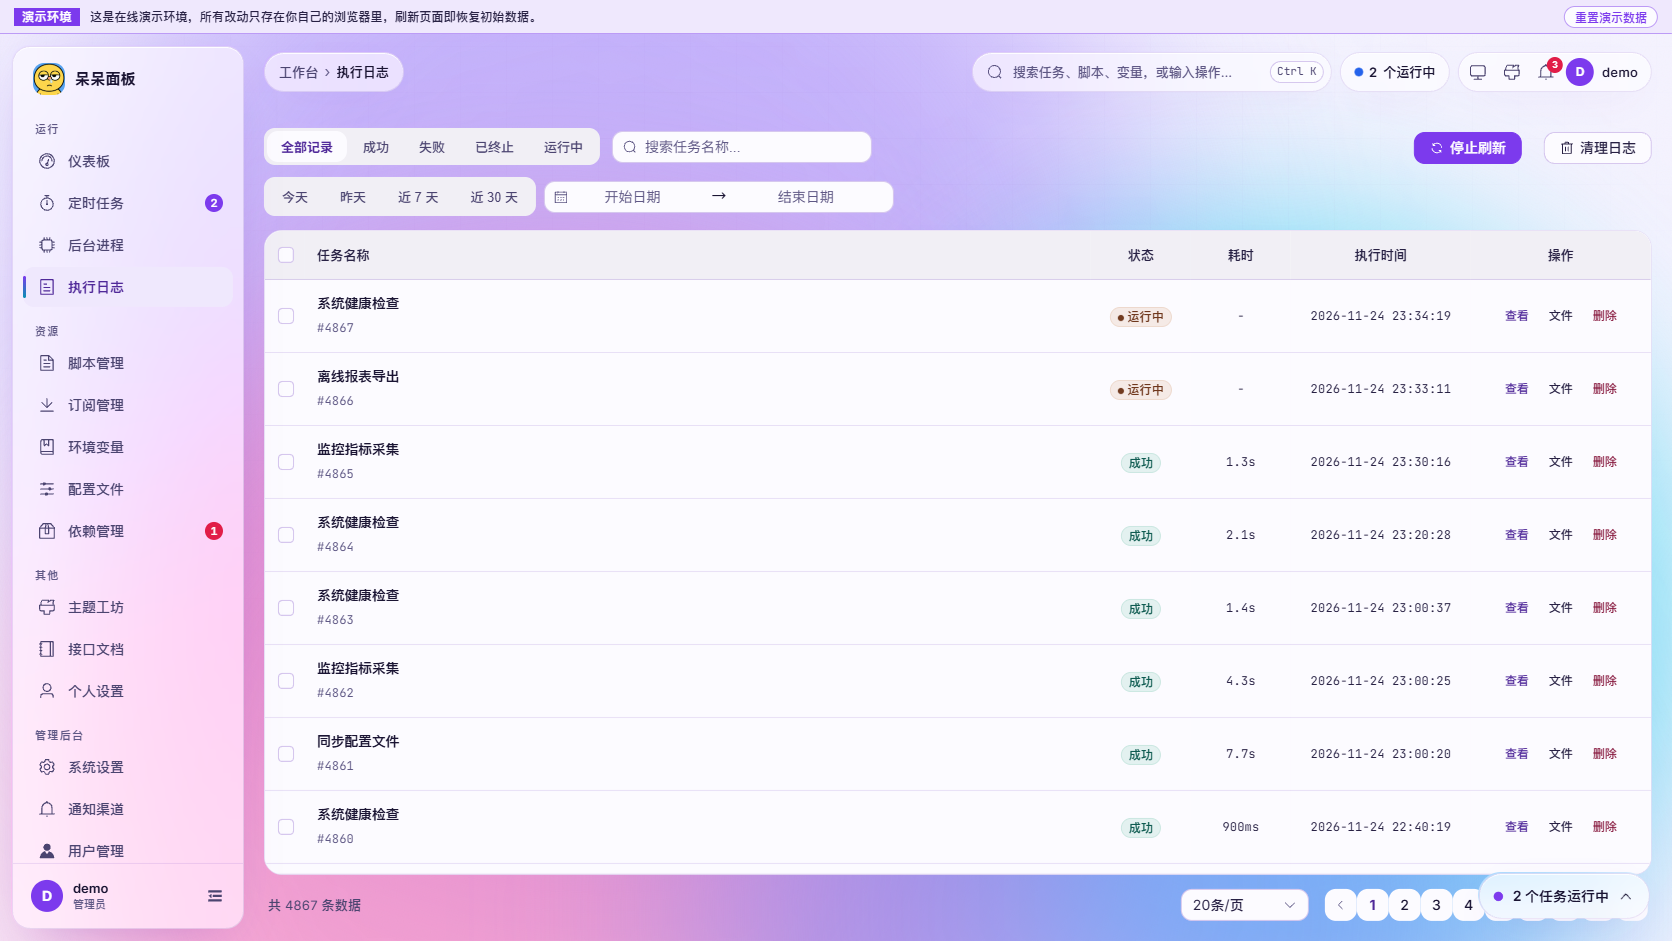 演示环境 这是在线演示环境，所有改动只存在你自己的浏览器里，刷新页面即恢复初始数据。 重置演示数据
呆呆面板
工作台 › 执行日志
搜索任务、脚本、变量，或输入操作... Ctrl K
2 个运行中
3
D demo
运行
仪表板
定时任务 2
后台进程
执行日志
资源
脚本管理
订阅管理
环境变量
配置文件
依赖管理 1
其他
主题工坊
接口文档
个人设置
管理后台
系统设置
通知渠道
用户管理
D demo
管理员
全部记录 成功 失败 已终止 运行中 搜索任务名称... 停止刷新 清理日志
今天 昨天 近 7 天 近 30 天 开始日期 → 结束日期
任务名称 状态 耗时 执行时间 操作
系统健康检查
#4867 运行中 - 2026-11-24 23:34:19 查看 文件 删除
离线报表导出
#4866 运行中 - 2026-11-24 23:33:11 查看 文件 删除
监控指标采集
#4865 成功 1.3s 2026-11-24 23:30:16 查看 文件 删除
系统健康检查
#4864 成功 2.1s 2026-11-24 23:20:28 查看 文件 删除
系统健康检查
#4863 成功 1.4s 2026-11-24 23:00:37 查看 文件 删除
监控指标采集
#4862 成功 4.3s 2026-11-24 23:00:25 查看 文件 删除
同步配置文件
#4861 成功 7.7s 2026-11-24 23:00:20 查看 文件 删除
系统健康检查
#4860 成功 900ms 2026-11-24 22:40:19 查看 文件 删除
共 4867 条数据 20条/页 1 2 3 4
2 个任务运行中